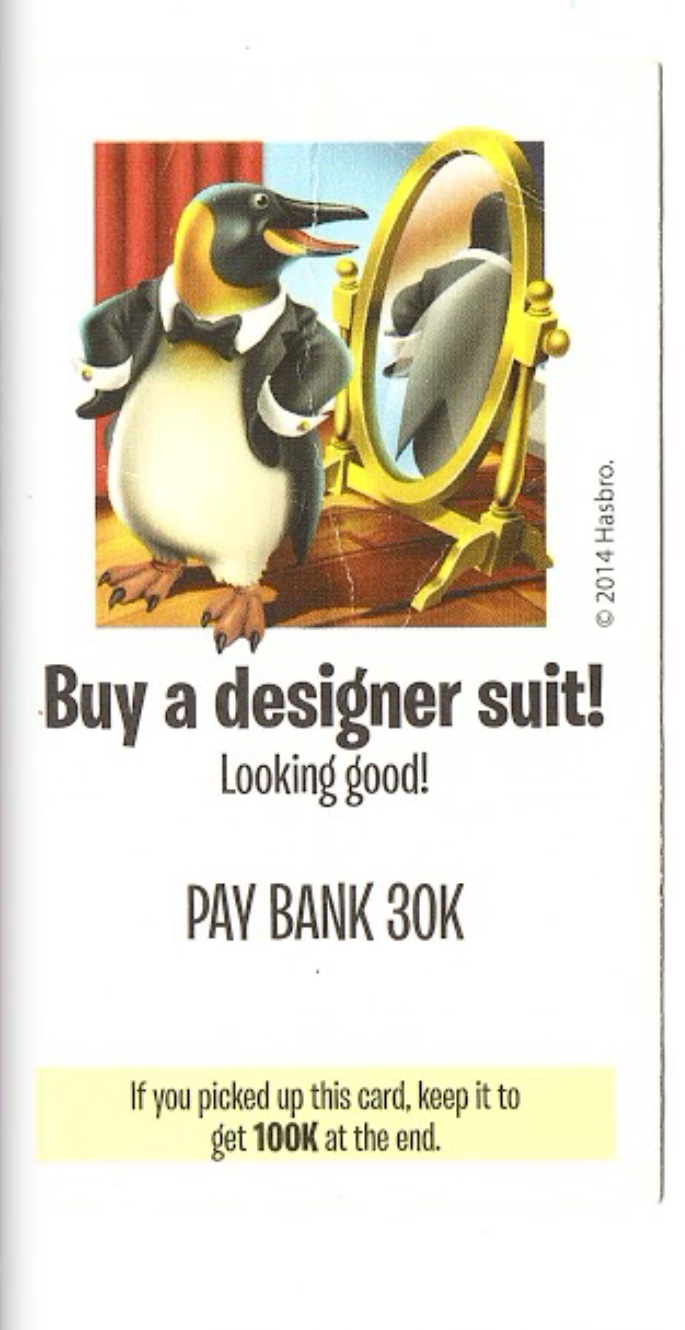 © 2014 Hasbro.
Buy a designer suit!
Looking good!
PAY BANK 30K
If you picked up this card, keep it to
get 100K at the end.